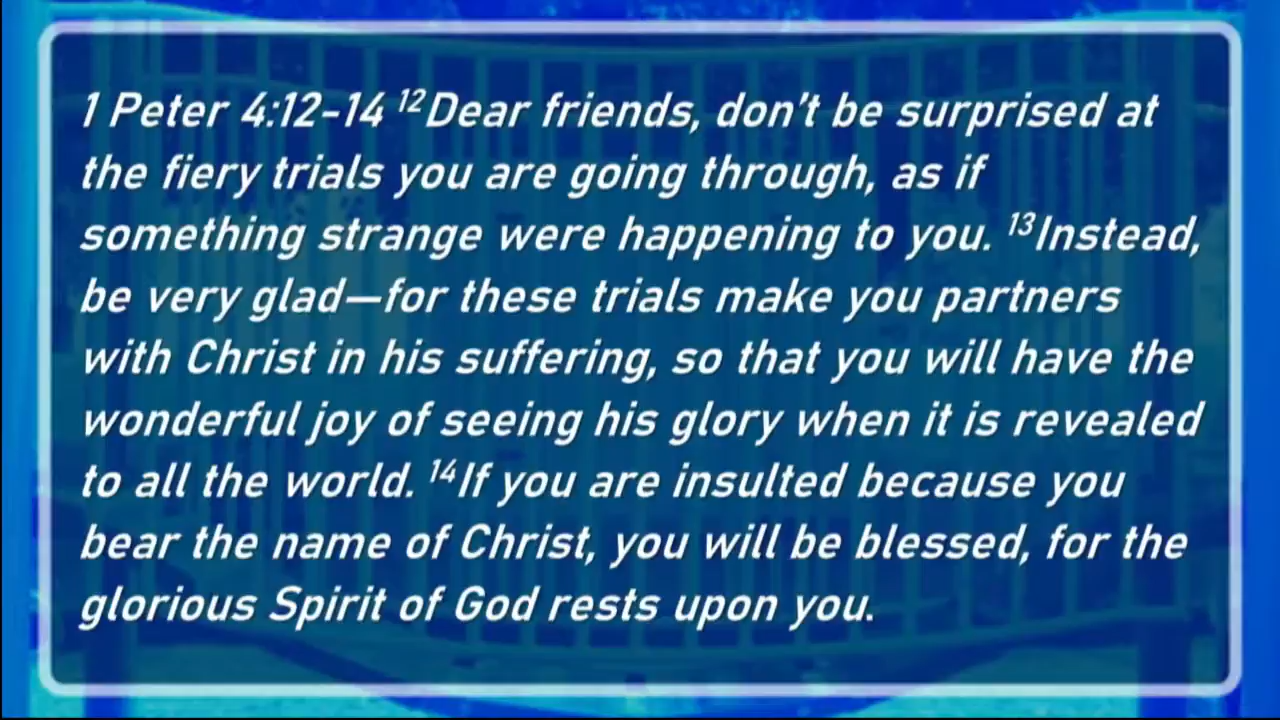 1 Peter 4:12-14 ¹²Dear friends, don't be surprised at
the fiery trials you are going through, as if
something strange were happening to you. ¹³Instead,
be very glad—for these trials make you partners
with Christ in his suffering, so that you will have the
wonderful joy of seeing his glory when it is revealed
to all the world. ¹⁴If you are insulted because you
bear the name of Christ, you will be blessed, for the
glorious Spirit of God rests upon you.